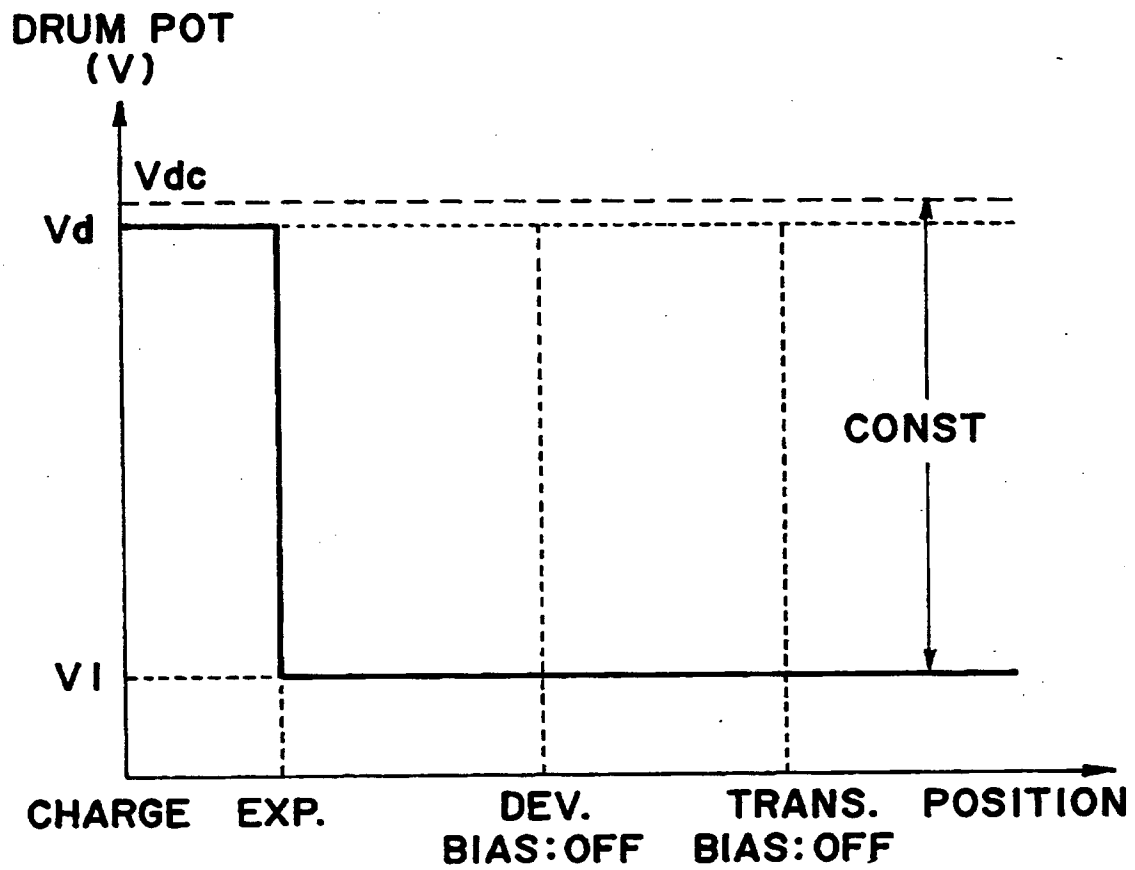 DRUM POT
(V)
Vdc
Vd
CONST
Vl
CHARGE EXP. DEV. TRANS. POSITION
BIAS:OFF BIAS:OFF